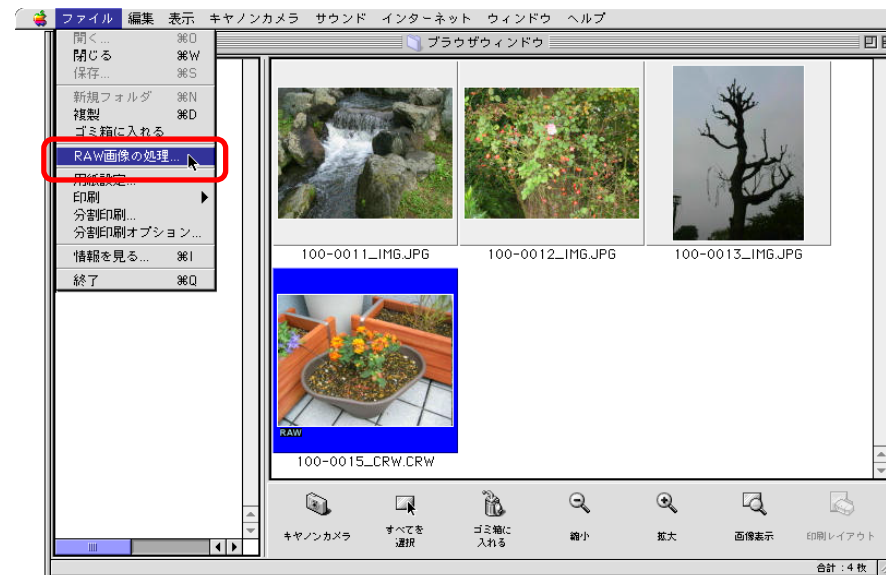 ファイル 編集 表示 キヤノンカメラ サウンド インターネット ウィンドウ ヘルプ
ブラウザウィンドウ
開く... ⌘O
閉じる ⌘W
保存... ⌘S
新規フォルダ ⌘N
複製 ⌘D
ゴミ箱に入れる
RAW画像の処理...
用紙設定...
印刷
分割印刷...
分割印刷オプション...
情報を見る... ⌘I
終了 ⌘Q
100-0011_IMG.JPG
100-0012_IMG.JPG
100-0013_IMG.JPG
RAW
100-0015_CRW.CRW
キヤノンカメラ
すべてを
選択
ゴミ箱に
入れる
縮小
拡大
画像表示
印刷レイアウト
合計 : 4 枚